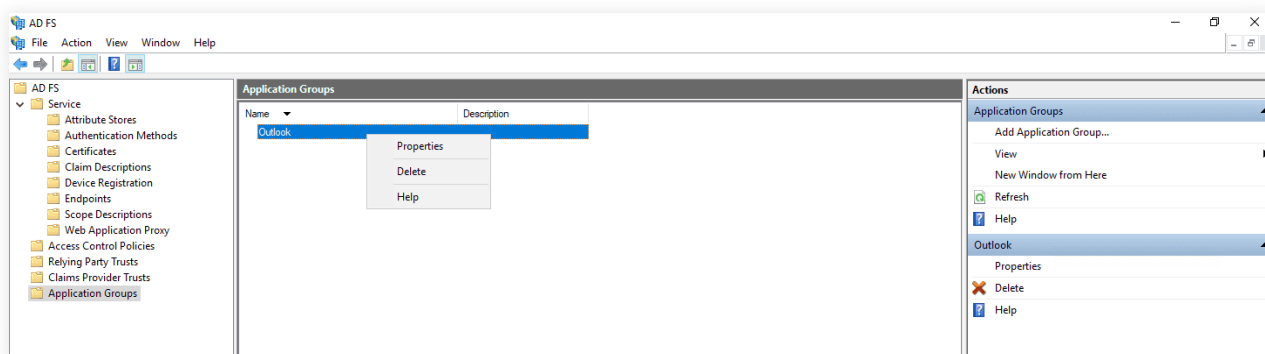 AD FS
File Action View Window Help
AD FS
Service
Attribute Stores
Authentication Methods
Certificates
Claim Descriptions
Device Registration
Endpoints
Scope Descriptions
Web Application Proxy
Access Control Policies
Relying Party Trusts
Claims Provider Trusts
Application Groups
Application Groups
Name Description
Outlook
Properties
Delete
Help
Actions
Application Groups
Add Application Group...
View
New Window from Here
Refresh
Help
Outlook
Properties
Delete
Help